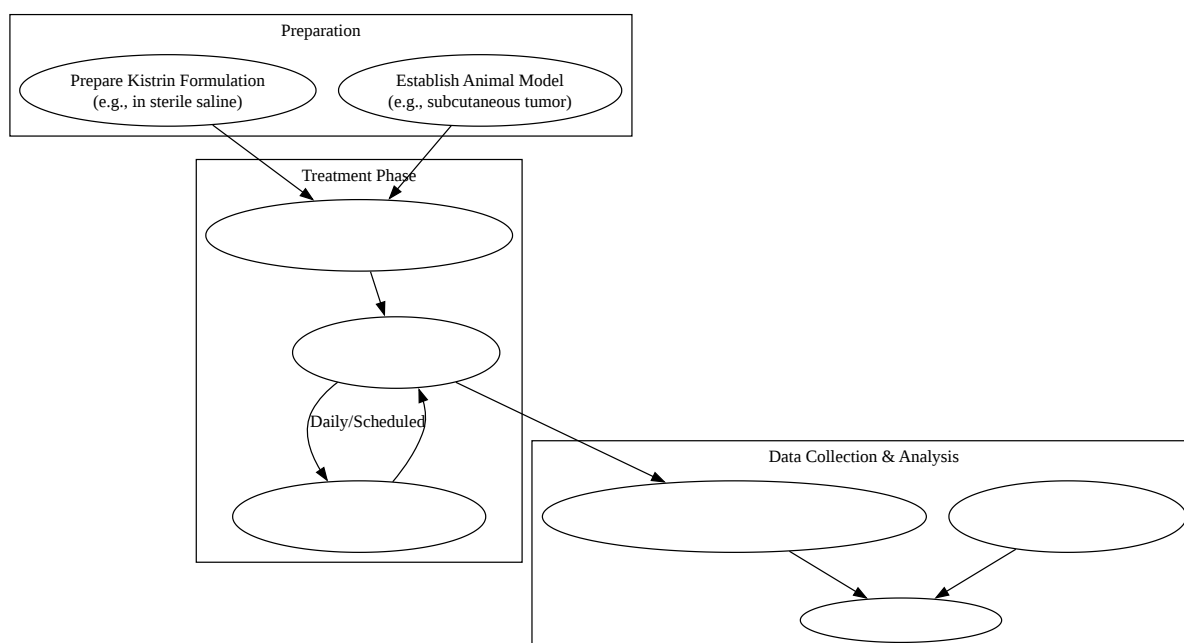 Preparation
Prepare Kistrin Formulation
(e.g., in sterile saline)
Establish Animal Model
(e.g., subcutaneous tumor)
Treatment Phase
Daily/Scheduled
Data Collection & Analysis